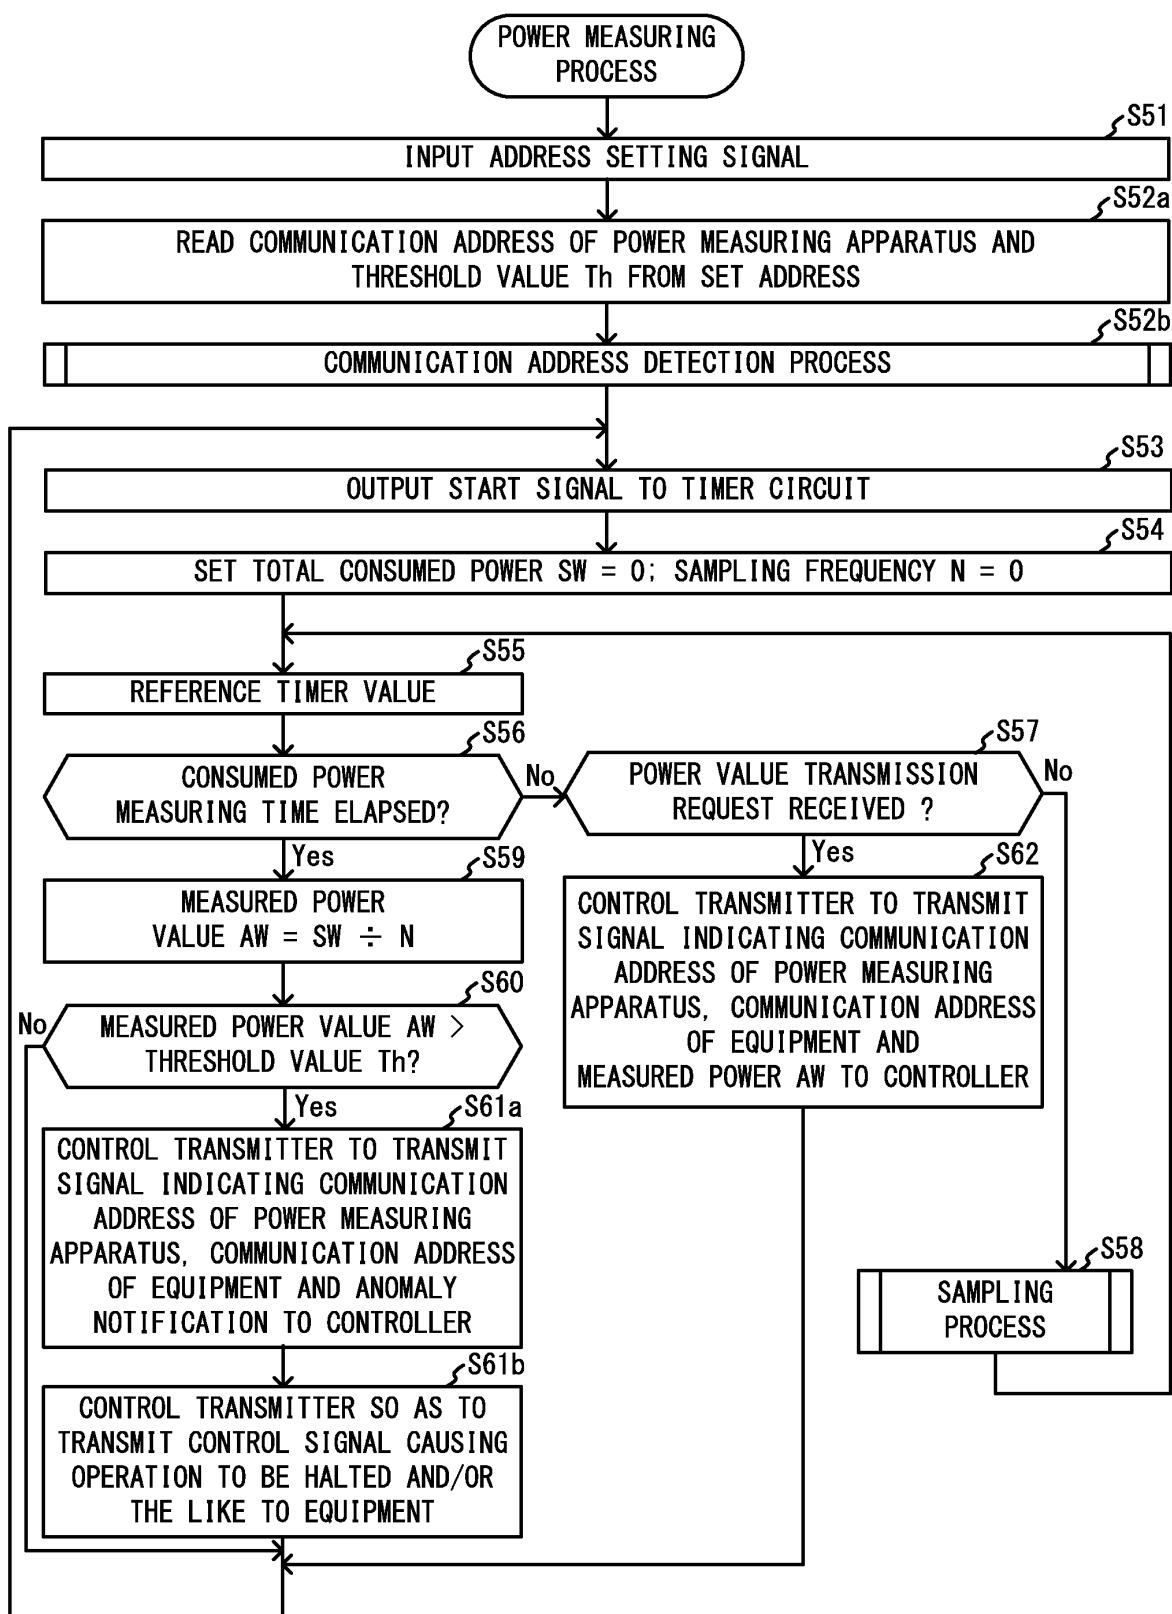 POWER MEASURING
PROCESS
S51
INPUT ADDRESS SETTING SIGNAL
S52a
READ COMMUNICATION ADDRESS OF POWER MEASURING APPARATUS AND
THRESHOLD VALUE Th FROM SET ADDRESS
S52b
COMMUNICATION ADDRESS DETECTION PROCESS
S53
OUTPUT START SIGNAL TO TIMER CIRCUIT
S54
SET TOTAL CONSUMED POWER SW = 0; SAMPLING FREQUENCY N = 0
S55
REFERENCE TIMER VALUE
S56
CONSUMED POWER
MEASURING TIME ELAPSED?
No
Yes
S57
POWER VALUE TRANSMISSION
REQUEST RECEIVED ?
No
Yes
S59
MEASURED POWER
VALUE AW = SW ÷ N
S62
CONTROL TRANSMITTER TO TRANSMIT
SIGNAL INDICATING COMMUNICATION
ADDRESS OF POWER MEASURING
APPARATUS, COMMUNICATION ADDRESS
OF EQUIPMENT AND
MEASURED POWER AW TO CONTROLLER
S60
No
MEASURED POWER VALUE AW >
THRESHOLD VALUE Th?
Yes
S61a
CONTROL TRANSMITTER TO TRANSMIT
SIGNAL INDICATING COMMUNICATION
ADDRESS OF POWER MEASURING
APPARATUS, COMMUNICATION ADDRESS
OF EQUIPMENT AND ANOMALY
NOTIFICATION TO CONTROLLER
S58
SAMPLING
PROCESS
S61b
CONTROL TRANSMITTER SO AS TO
TRANSMIT CONTROL SIGNAL CAUSING
OPERATION TO BE HALTED AND/OR
THE LIKE TO EQUIPMENT